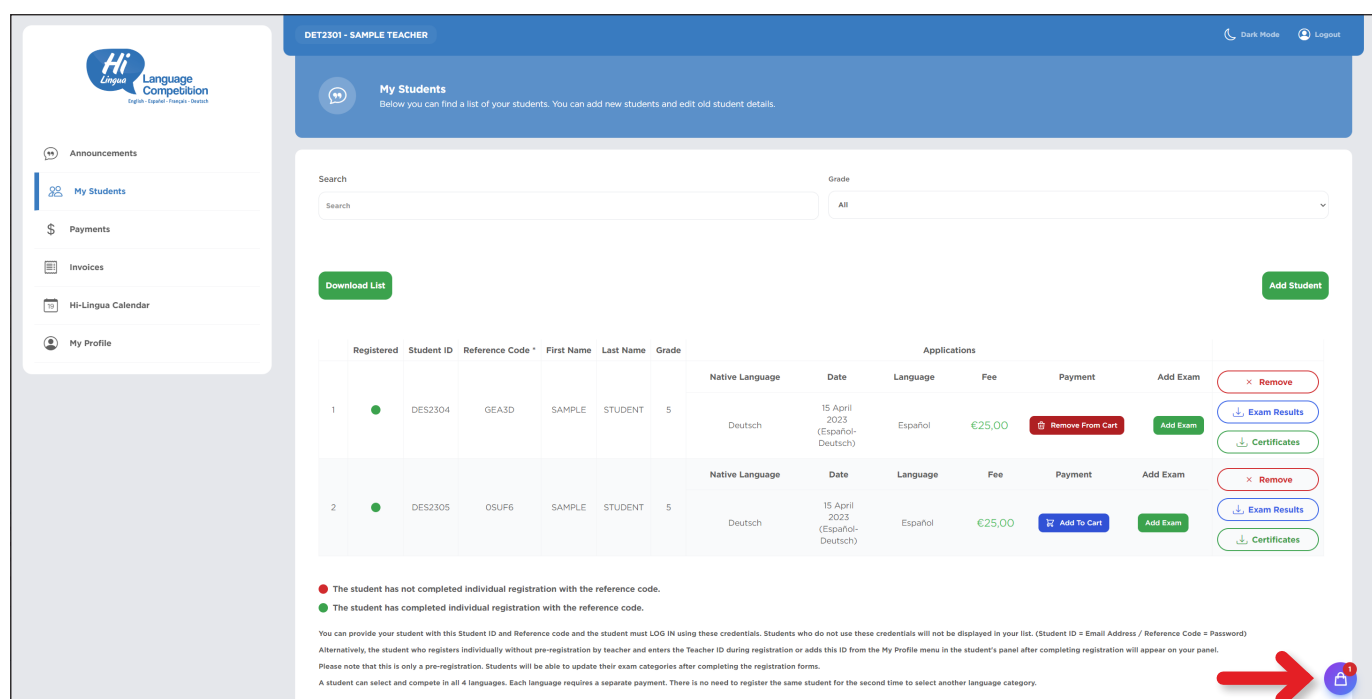 DET2301 - SAMPLE TEACHER
Dark Mode
Logout
Hi
Lingua
Language
Competition
English - Español - Français - Deutsch
My Students
Below you can find a list of your students. You can add new students and edit old student details.
Announcements
My Students
Payments
Invoices
19 Hi-Lingua Calendar
My Profile
Search
Grade
Search
All
Download List
Add Student
Registered Student ID Reference Code * First Name Last Name Grade Applications
Native Language Date Language Fee Payment Add Exam
1 DES2304 GEA3D SAMPLE STUDENT 5
Deutsch
15 April
2023
(Español-
Deutsch)
Español €25,00 Remove From Cart Add Exam
× Remove
Exam Results
Certificates
Native Language Date Language Fee Payment Add Exam
2 DES2305 0SUF6 SAMPLE STUDENT 5
Deutsch
15 April
2023
(Español-
Deutsch)
Español €25,00 Add To Cart Add Exam
× Remove
Exam Results
Certificates
The student has not completed individual registration with the reference code.
The student has completed individual registration with the reference code.
You can provide your student with this Student ID and Reference code and the student must LOG IN using these credentials. Students who do not use these credentials will not be displayed in your list. (Student ID = Email Address / Reference Code = Password)
Alternatively, the student who registers individually without pre-registration by teacher and enters the Teacher ID during registration or adds this ID from the My Profile menu in the student's panel after completing registration will appear on your panel.
Please note that this is only a pre-registration. Students will be able to update their exam categories after completing the registration forms.
A student can select and compete in all 4 languages. Each language requires a separate payment. There is no need to register the same student for the second time to select another language category.
1